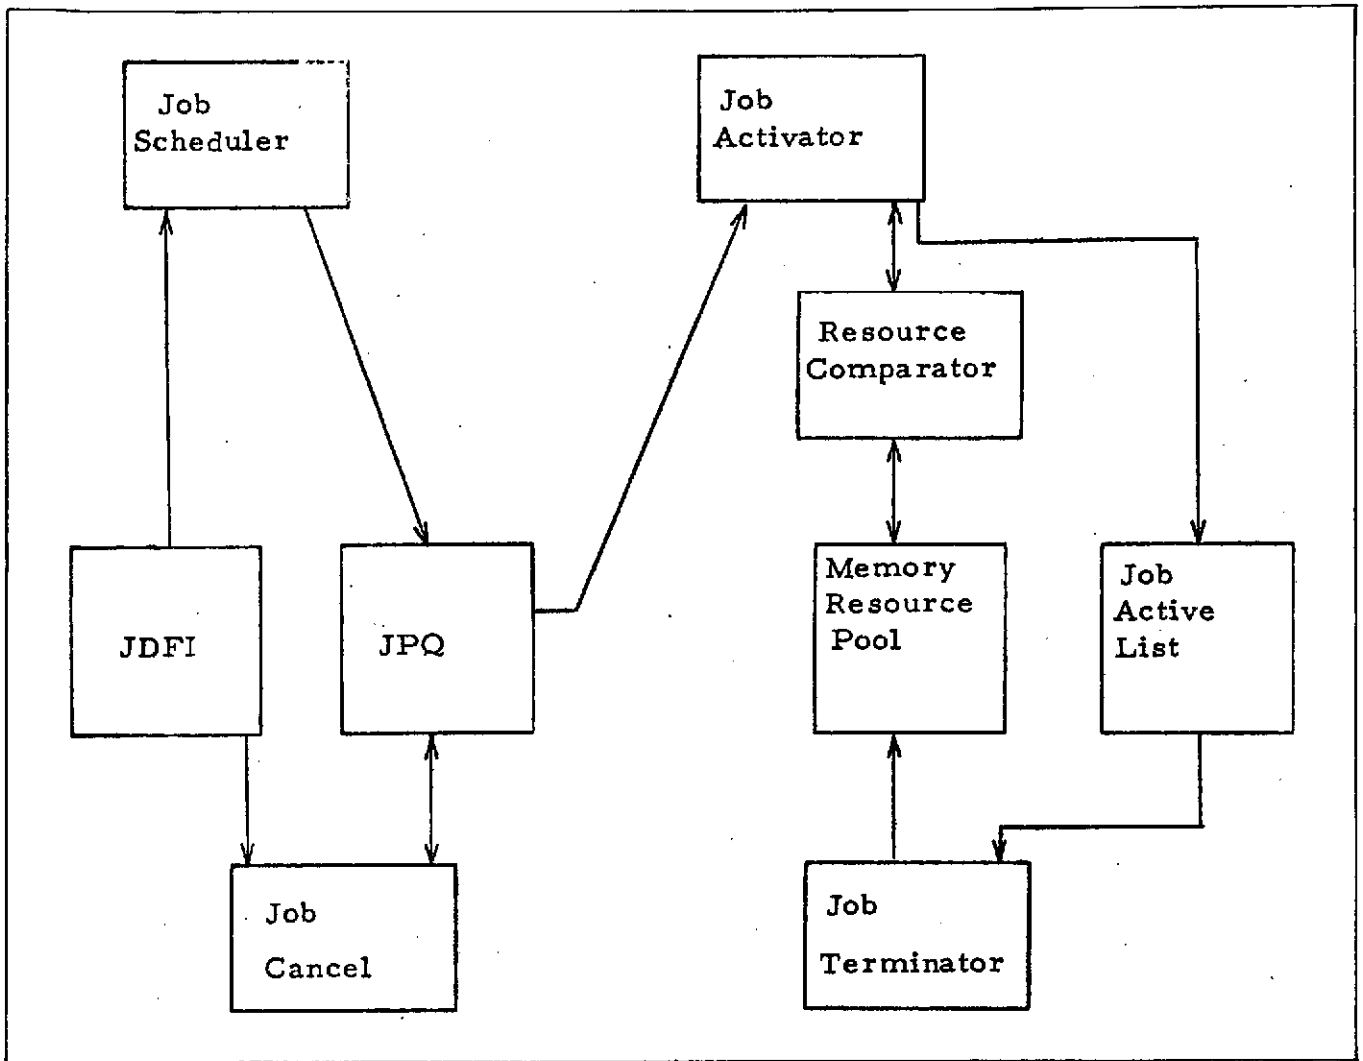 Job
Scheduler
Job
Activator
Resource
Comparator
JDFI
JPQ
Memory
Resource
Pool
Job
Active
List
Job
Cancel
Job
Terminator